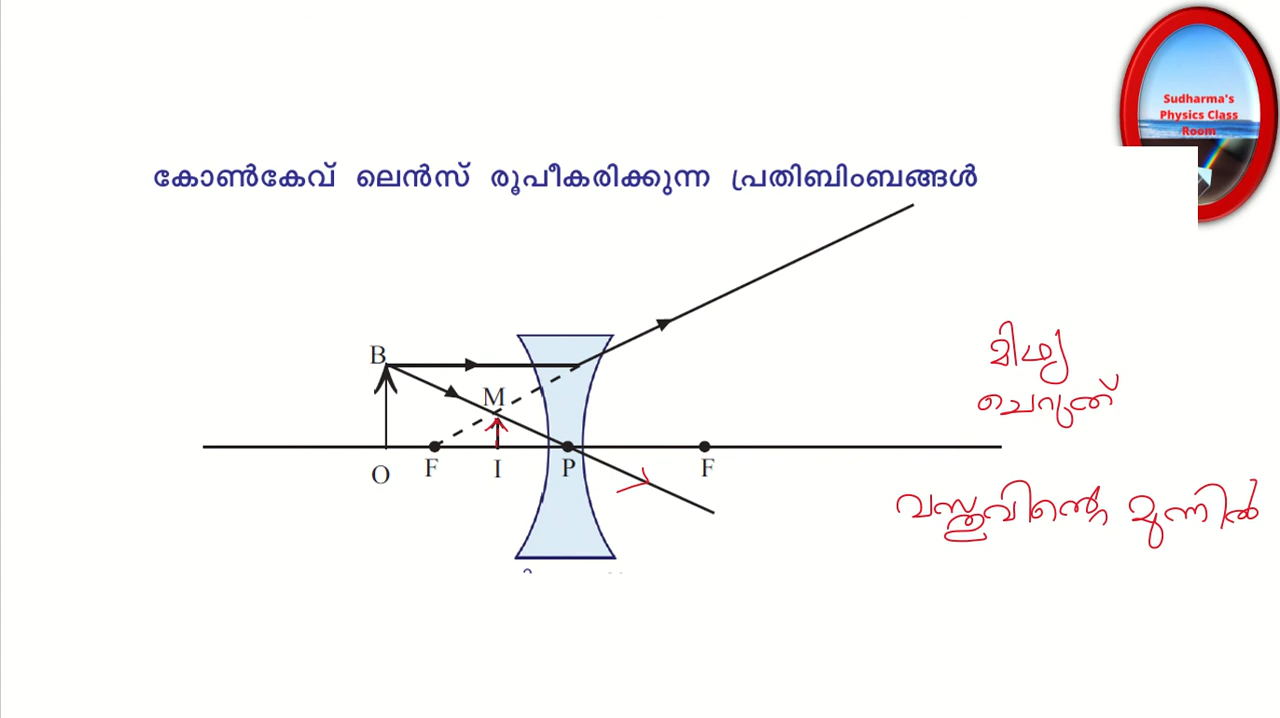 Sudharma's
Physics Class
Room
കോൺകേവ് ലെൻസ് രൂപീകരിക്കുന്ന പ്രതിബിംബങ്ങൾ
B
M
O F I P F
മിഥ്യ
ചെറുത്
വസ്തുവിന്റെ മുന്നിൽ